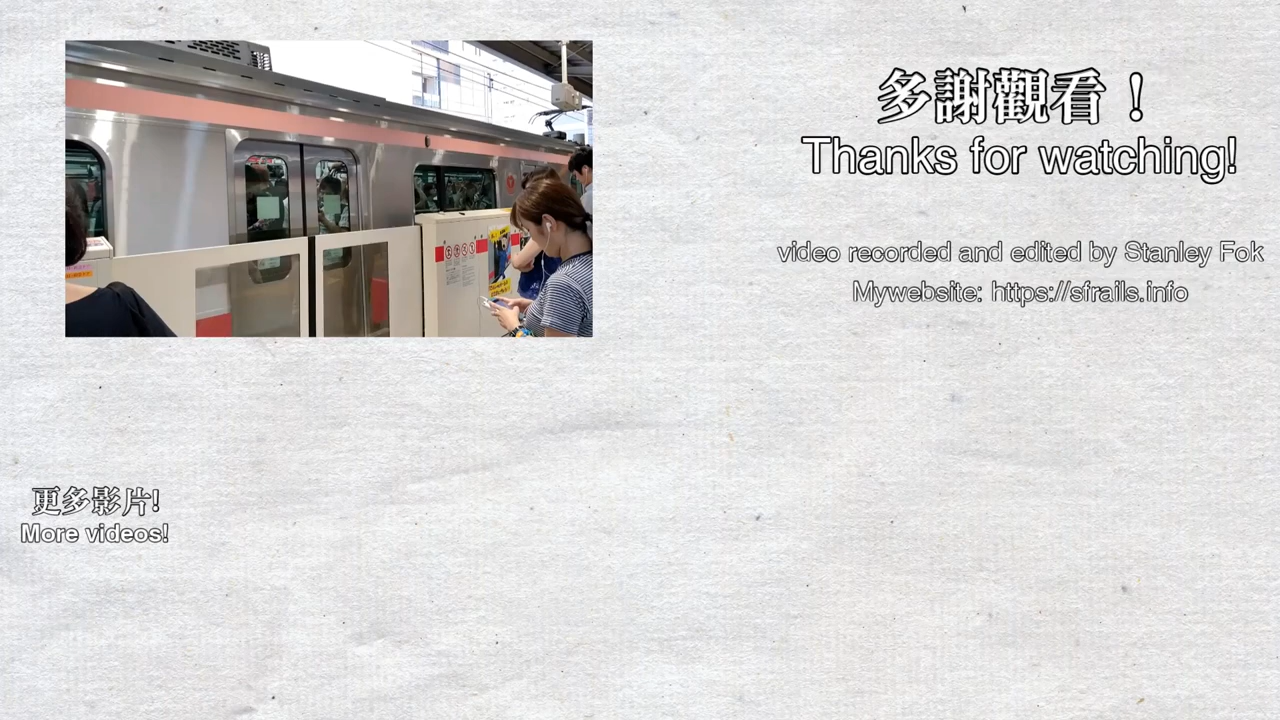 多謝觀看！
Thanks for watching!
video recorded and edited by Stanley Fok
Mywebsite: https://sfrails.info
更多影片!
More videos!